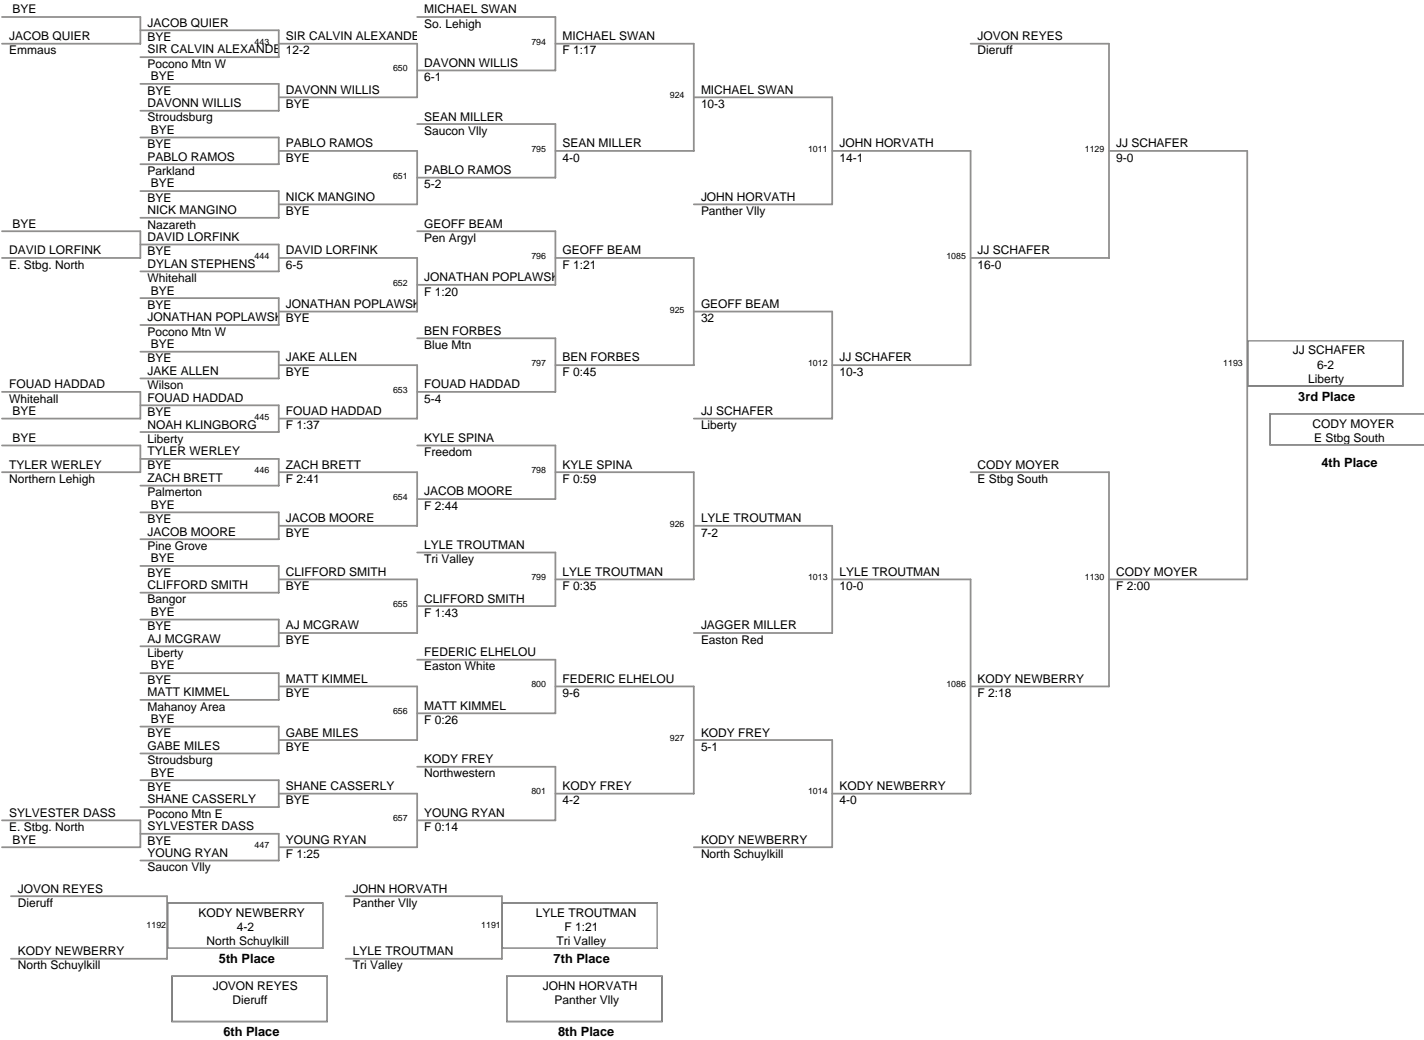 BYE
JACOB QUIER
Emmaus
BYE
DAVID LORFINK
E. Stbg. North
FOUAD HADDAD
Whitehall
BYE
BYE
TYLER WERLEY
Northern Lehigh
SYLVESTER DASS
E. Stbg. North
BYE
JACOB QUIER
BYE
443
SIR CALVIN ALEXANDE
Pocono Mtn W
BYE
BYE
DAVONN WILLIS
Stroudsburg
BYE
BYE
PABLO RAMOS
Parkland
BYE
BYE
NICK MANGINO
Nazareth
DAVID LORFINK
BYE
444
DYLAN STEPHENS
Whitehall
BYE
BYE
JONATHAN POPLAWSK
Pocono Mtn W
BYE
BYE
JAKE ALLEN
Wilson
FOUAD HADDAD
BYE
445
NOAH KLINGBORG
Liberty
TYLER WERLEY
BYE
446
ZACH BRETT
Palmerton
BYE
BYE
JACOB MOORE
Pine Grove
BYE
BYE
CLIFFORD SMITH
Bangor
BYE
BYE
AJ MCGRAW
Liberty
BYE
BYE
MATT KIMMEL
Mahanoy Area
BYE
BYE
GABE MILES
Stroudsburg
BYE
BYE
SHANE CASSERLY
Pocono Mtn E
SYLVESTER DASS
BYE
447
YOUNG RYAN
Saucon Vlly
SIR CALVIN ALEXANDE
12-2
650
DAVONN WILLIS
BYE
PABLO RAMOS
BYE
651
NICK MANGINO
BYE
DAVID LORFINK
6-5
652
JONATHAN POPLAWSK
BYE
JAKE ALLEN
BYE
653
FOUAD HADDAD
F 1:37
ZACH BRETT
F 2:41
654
JACOB MOORE
BYE
CLIFFORD SMITH
BYE
655
AJ MCGRAW
BYE
MATT KIMMEL
BYE
656
GABE MILES
BYE
SHANE CASSERLY
BYE
657
YOUNG RYAN
F 1:25
MICHAEL SWAN
So. Lehigh
794
DAVONN WILLIS
6-1
SEAN MILLER
Saucon Vlly
795
PABLO RAMOS
5-2
GEOFF BEAM
Pen Argyl
796
JONATHAN POPLAWSK
F 1:20
BEN FORBES
Blue Mtn
797
FOUAD HADDAD
5-4
KYLE SPINA
Freedom
798
JACOB MOORE
F 2:44
LYLE TROUTMAN
Tri Valley
799
CLIFFORD SMITH
F 1:43
FEDERIC ELHELOU
Easton White
800
MATT KIMMEL
F 0:26
KODY FREY
Northwestern
801
YOUNG RYAN
F 0:14
MICHAEL SWAN
F 1:17
924
SEAN MILLER
4-0
GEOFF BEAM
F 1:21
925
BEN FORBES
F 0:45
KYLE SPINA
F 0:59
926
LYLE TROUTMAN
F 0:35
FEDERIC ELHELOU
9-6
927
KODY FREY
4-2
MICHAEL SWAN
10-3
1011
JOHN HORVATH
Panther Vlly
GEOFF BEAM
32
1012
JJ SCHAFER
Liberty
LYLE TROUTMAN
7-2
1013
JAGGER MILLER
Easton Red
KODY FREY
5-1
1014
KODY NEWBERRY
North Schuylkill
JOHN HORVATH
14-1
1085
JJ SCHAFER
10-3
LYLE TROUTMAN
10-0
1086
KODY NEWBERRY
4-0
JOVON REYES
Dieruff
1129
JJ SCHAFER
16-0
CODY MOYER
E Stbg South
1130
KODY NEWBERRY
F 2:18
JJ SCHAFER
9-0
1193
CODY MOYER
F 2:00
JJ SCHAFER
6-2
Liberty
3rd Place
CODY MOYER
E Stbg South
4th Place
JOVON REYES
Dieruff
1192
KODY NEWBERRY
North Schuylkill
KODY NEWBERRY
4-2
North Schuylkill
5th Place
JOVON REYES
Dieruff
6th Place
JOHN HORVATH
Panther Vlly
1191
LYLE TROUTMAN
Tri Valley
LYLE TROUTMAN
F 1:21
Tri Valley
7th Place
JOHN HORVATH
Panther Vlly
8th Place